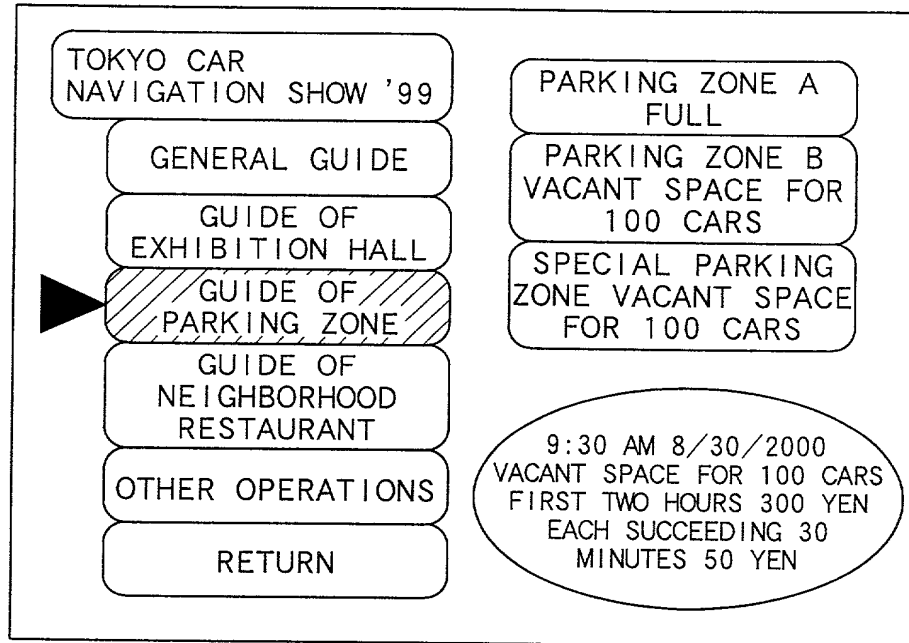 TOKYO CAR
NAVIGATION SHOW '99
GENERAL GUIDE
GUIDE OF
EXHIBITION HALL
GUIDE OF
PARKING ZONE
GUIDE OF
NEIGHBORHOOD
RESTAURANT
OTHER OPERATIONS
RETURN
PARKING ZONE A
FULL
PARKING ZONE B
VACANT SPACE FOR
100 CARS
SPECIAL PARKING
ZONE VACANT SPACE
FOR 100 CARS
9:30 AM 8/30/2000
VACANT SPACE FOR 100 CARS
FIRST TWO HOURS 300 YEN
EACH SUCCEEDING 30
MINUTES 50 YEN